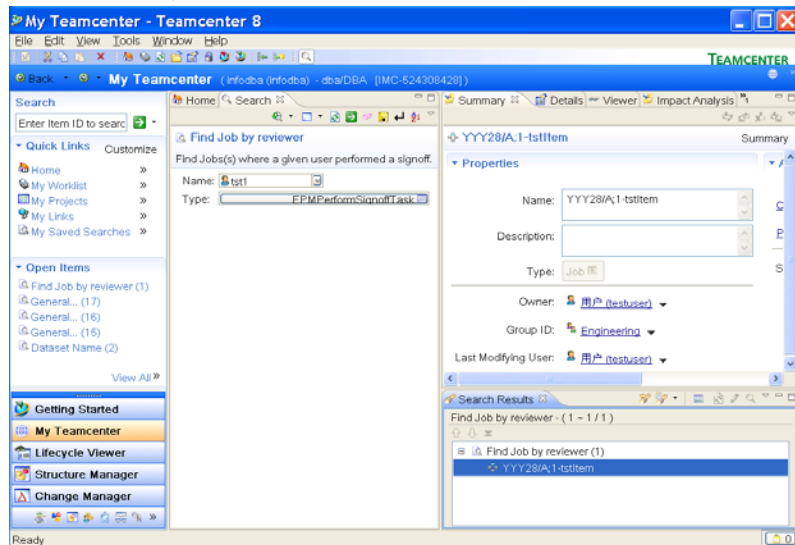 My Teamcenter - Teamcenter 8
File Edit View Tools Window Help
TEAMCENTER
Back
My Teamcenter (infodba (infodba) - dba/DBA [IMC-524308428])
Search
Enter Item ID to searc
Quick Links Customize
Home
My Worklist
My Projects
My Links
My Saved Searches
Open Items
Find Job by reviewer (1)
General... (17)
General... (16)
General... (15)
Dataset Name (2)
View All
Getting Started
My Teamcenter
Lifecycle Viewer
Structure Manager
Change Manager
Ready
Home Search
Find Job by reviewer
Find Jobs(s) where a given user performed a signoff.
Name: tst1
Type: EPMPerformSignoffTask
Summary Details Viewer Impact Analysis
YYY28/A;1-tstItem Summary
Properties
Name: YYY28/A;1-tstItem
Description:
Type: Job
Owner: 用户 (testuser)
Group ID: Engineering
Last Modifying User: 用户 (testuser)
Search Results
Find Job by reviewer - ( 1 ~ 1 / 1 )
Find Job by reviewer (1)
YYY28/A;1-tstItem
0